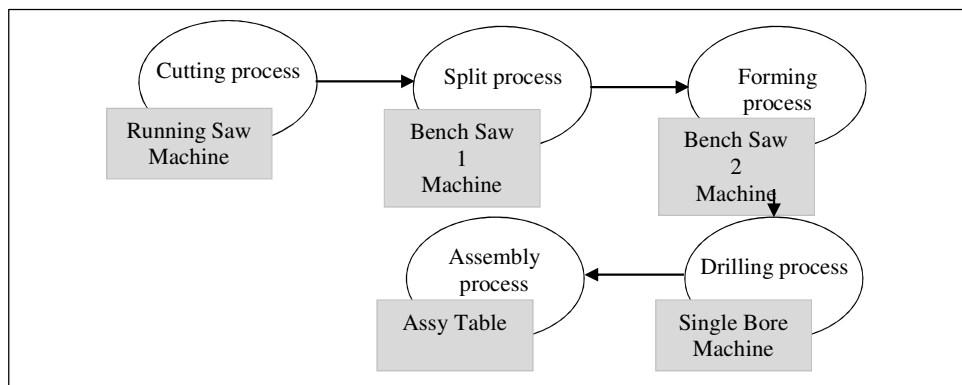 Cutting process
Running Saw
Machine
Split process
Bench Saw
1
Machine
Forming
process
Bench Saw
2
Machine
Drilling process
Single Bore
Machine
Assembly
process
Assy Table